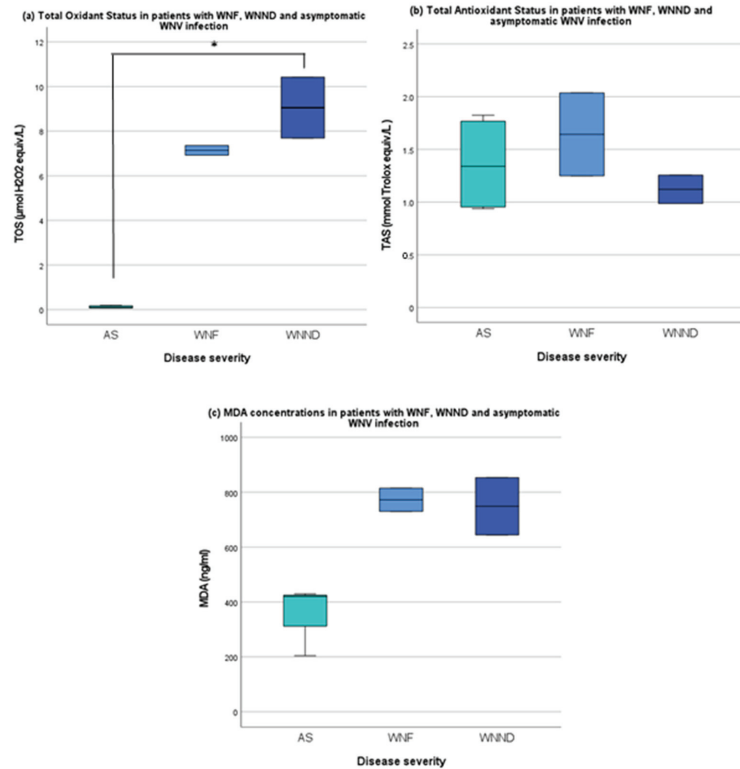 (a) Total Oxidant Status in patients with WNF, WNND and asymptomatic
WNV infection
*
12
10
8
6
4
2
0
TOS (µmol H2O2 equiv/L)
AS WNF WNND
Disease severity
(b) Total Antioxidant Status in patients with WNF, WNND and
asymptomatic WNV infection
2.5
2.0
1.5
1.0
0.5
0
TAS (mmol Trolox equiv/L)
AS WNF WNND
Disease severity
(c) MDA concentrations in patients with WNF, WNND and asymptomatic
WNV infection
1000
800
600
400
200
0
MDA (ng/ml)
AS WNF WNND
Disease severity